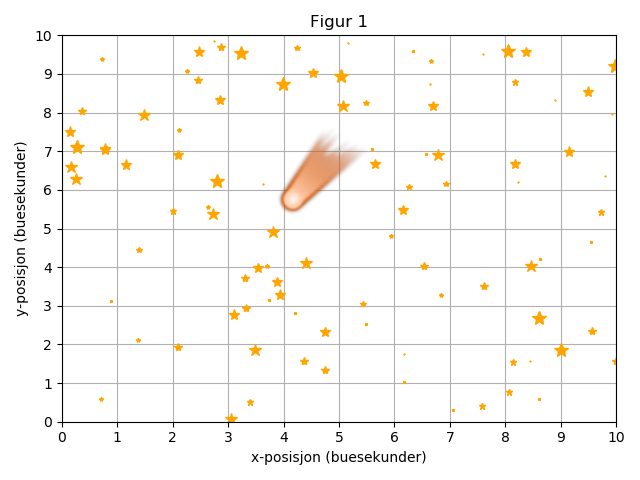 Figur 1
10
9
8
7
6
5
4
3
2
1
0
y-posisjon (buesekunder)
0 1 2 3 4 5 6 7 8 9 10
x-posisjon (buesekunder)